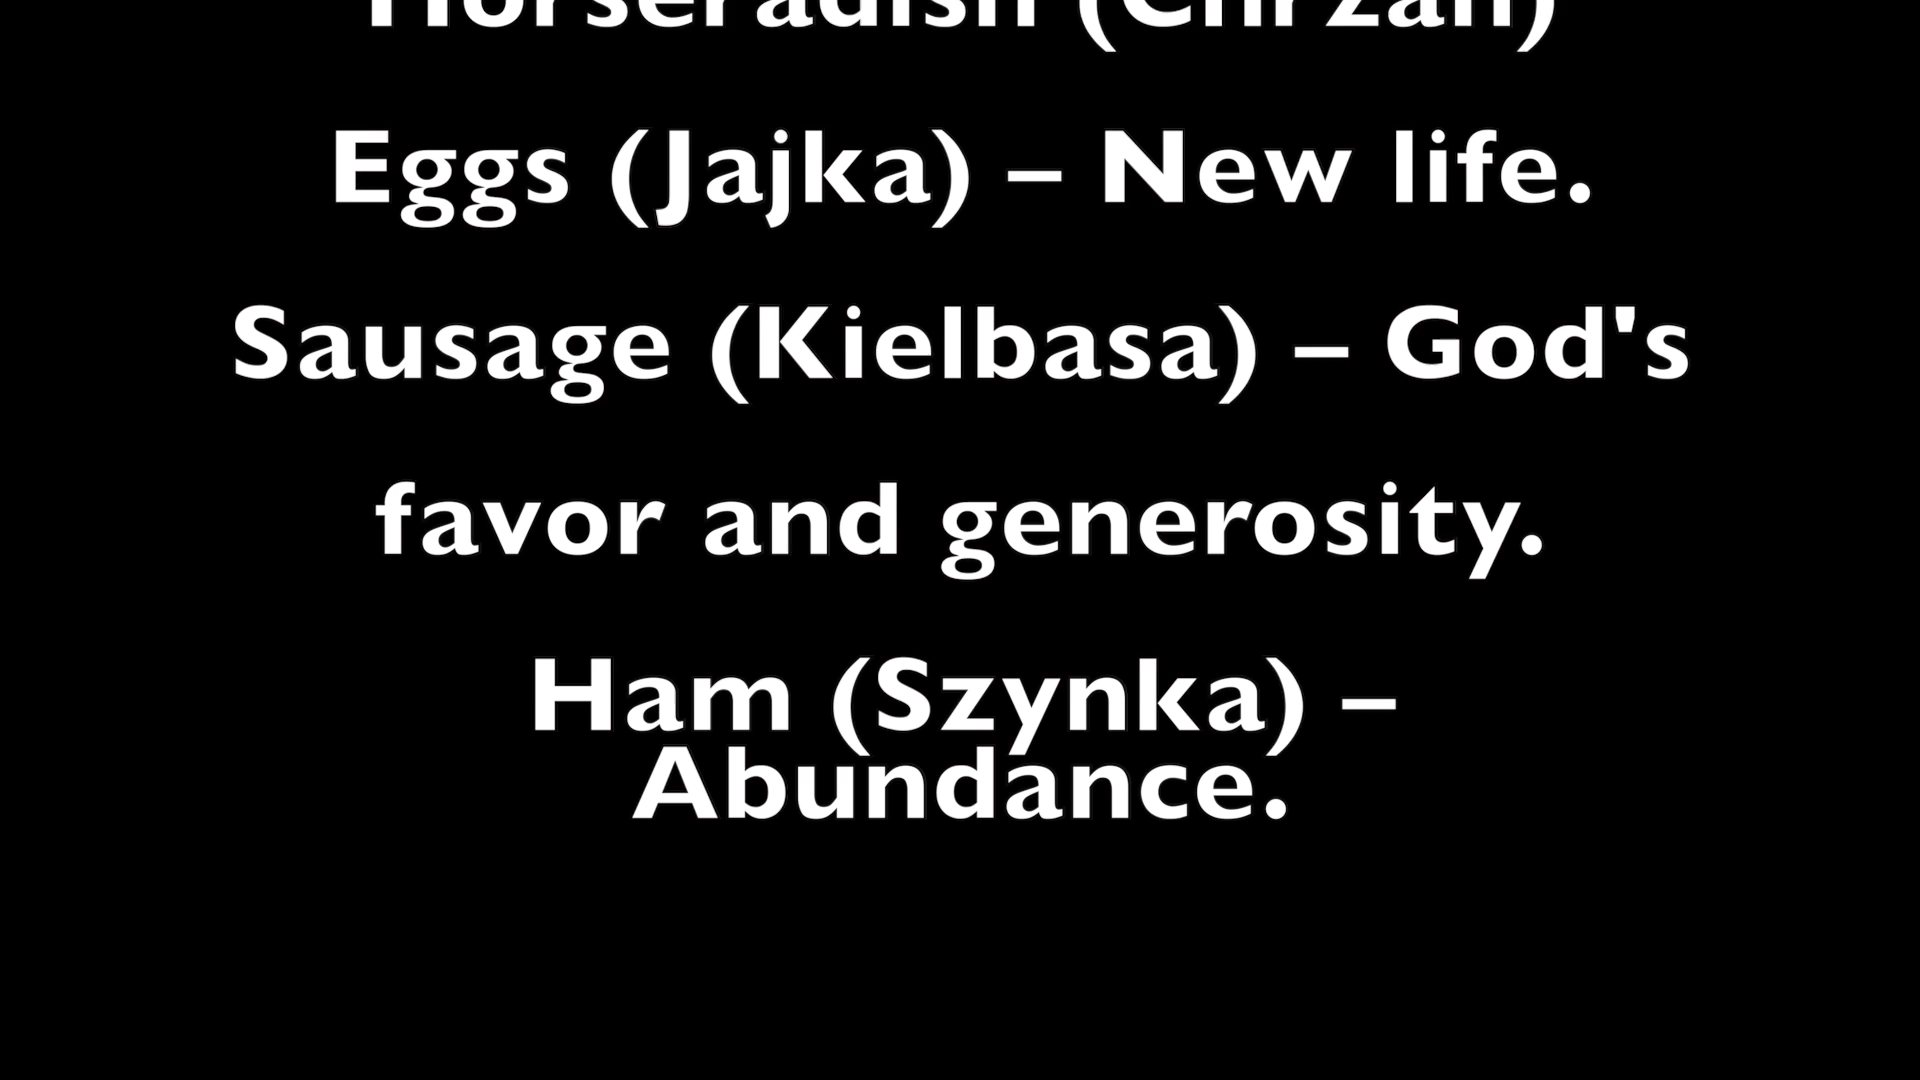 Horseradish (Chrzan)
Eggs (Jajka) – New life.
Sausage (Kielbasa) – God's
favor and generosity.
Ham (Szynka) –
Abundance.